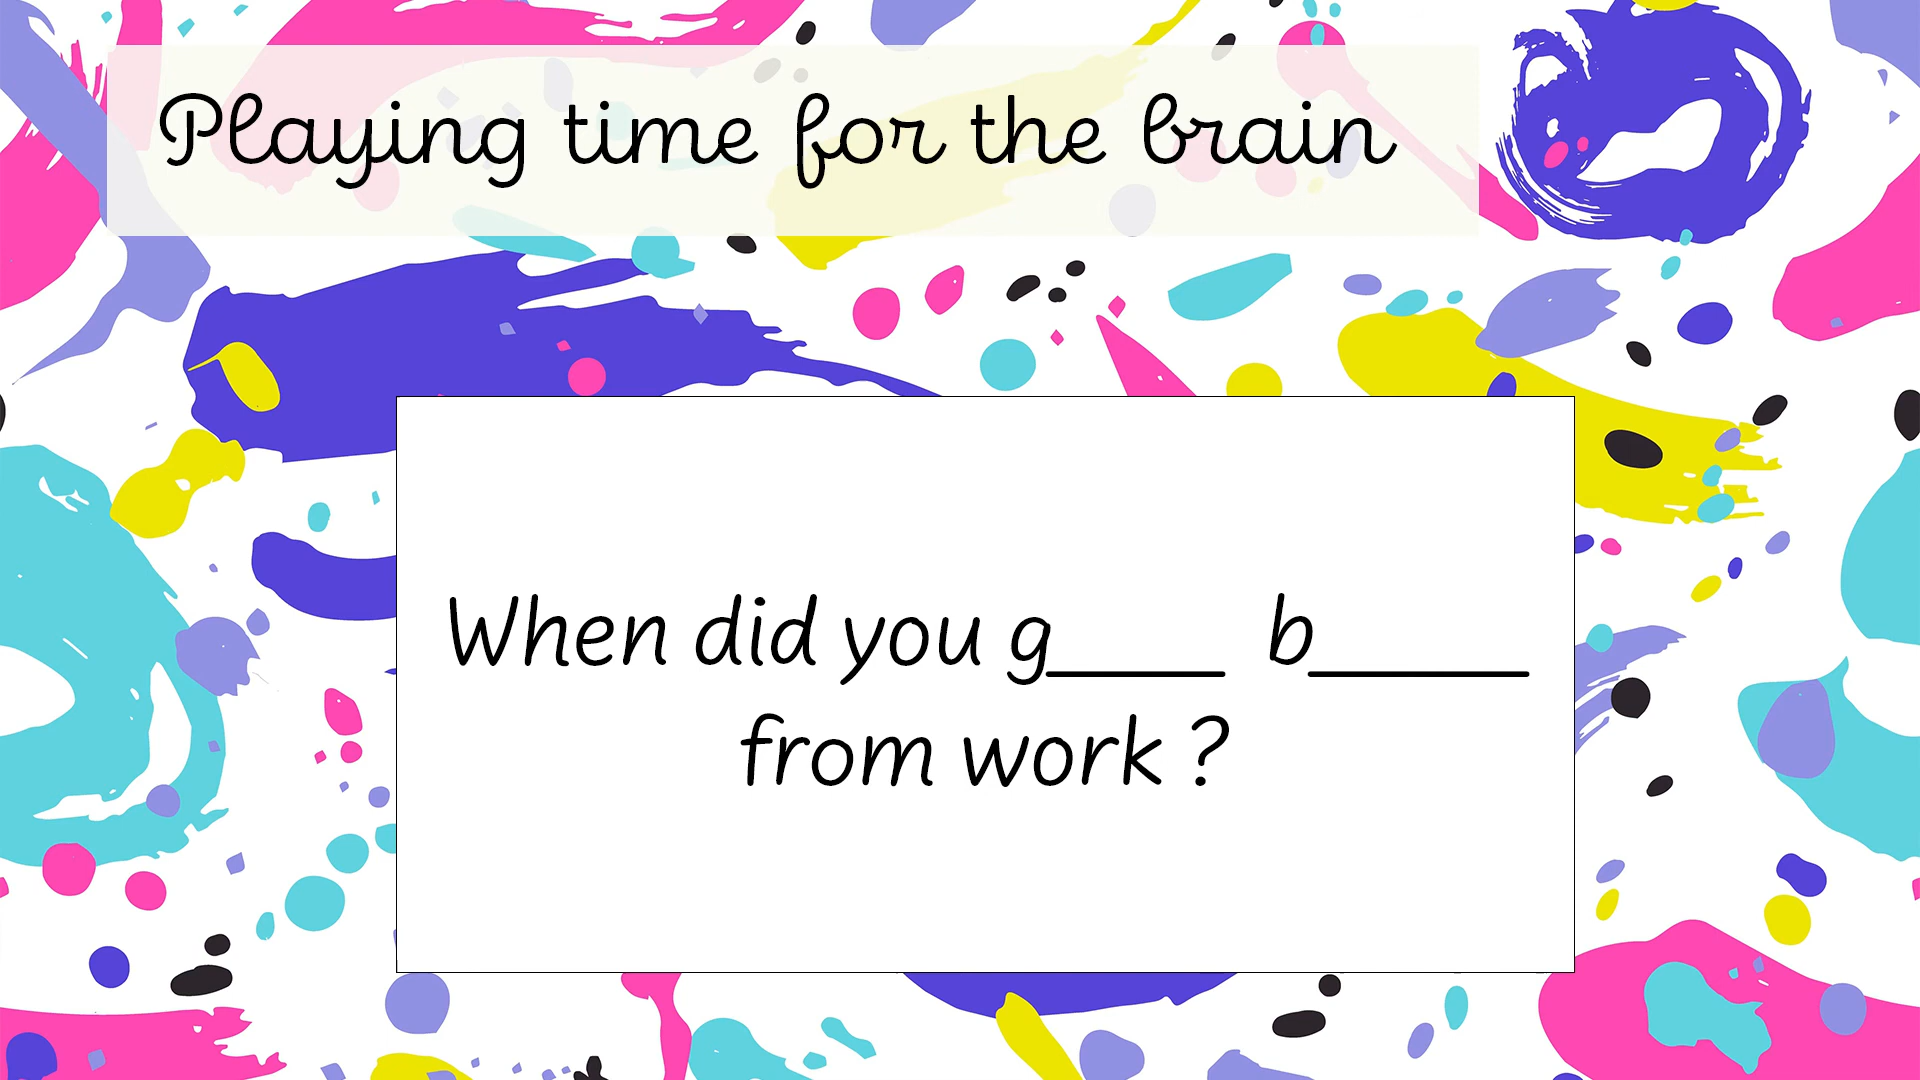 Playing time for the brain
When did you g____ b_____
from work ?